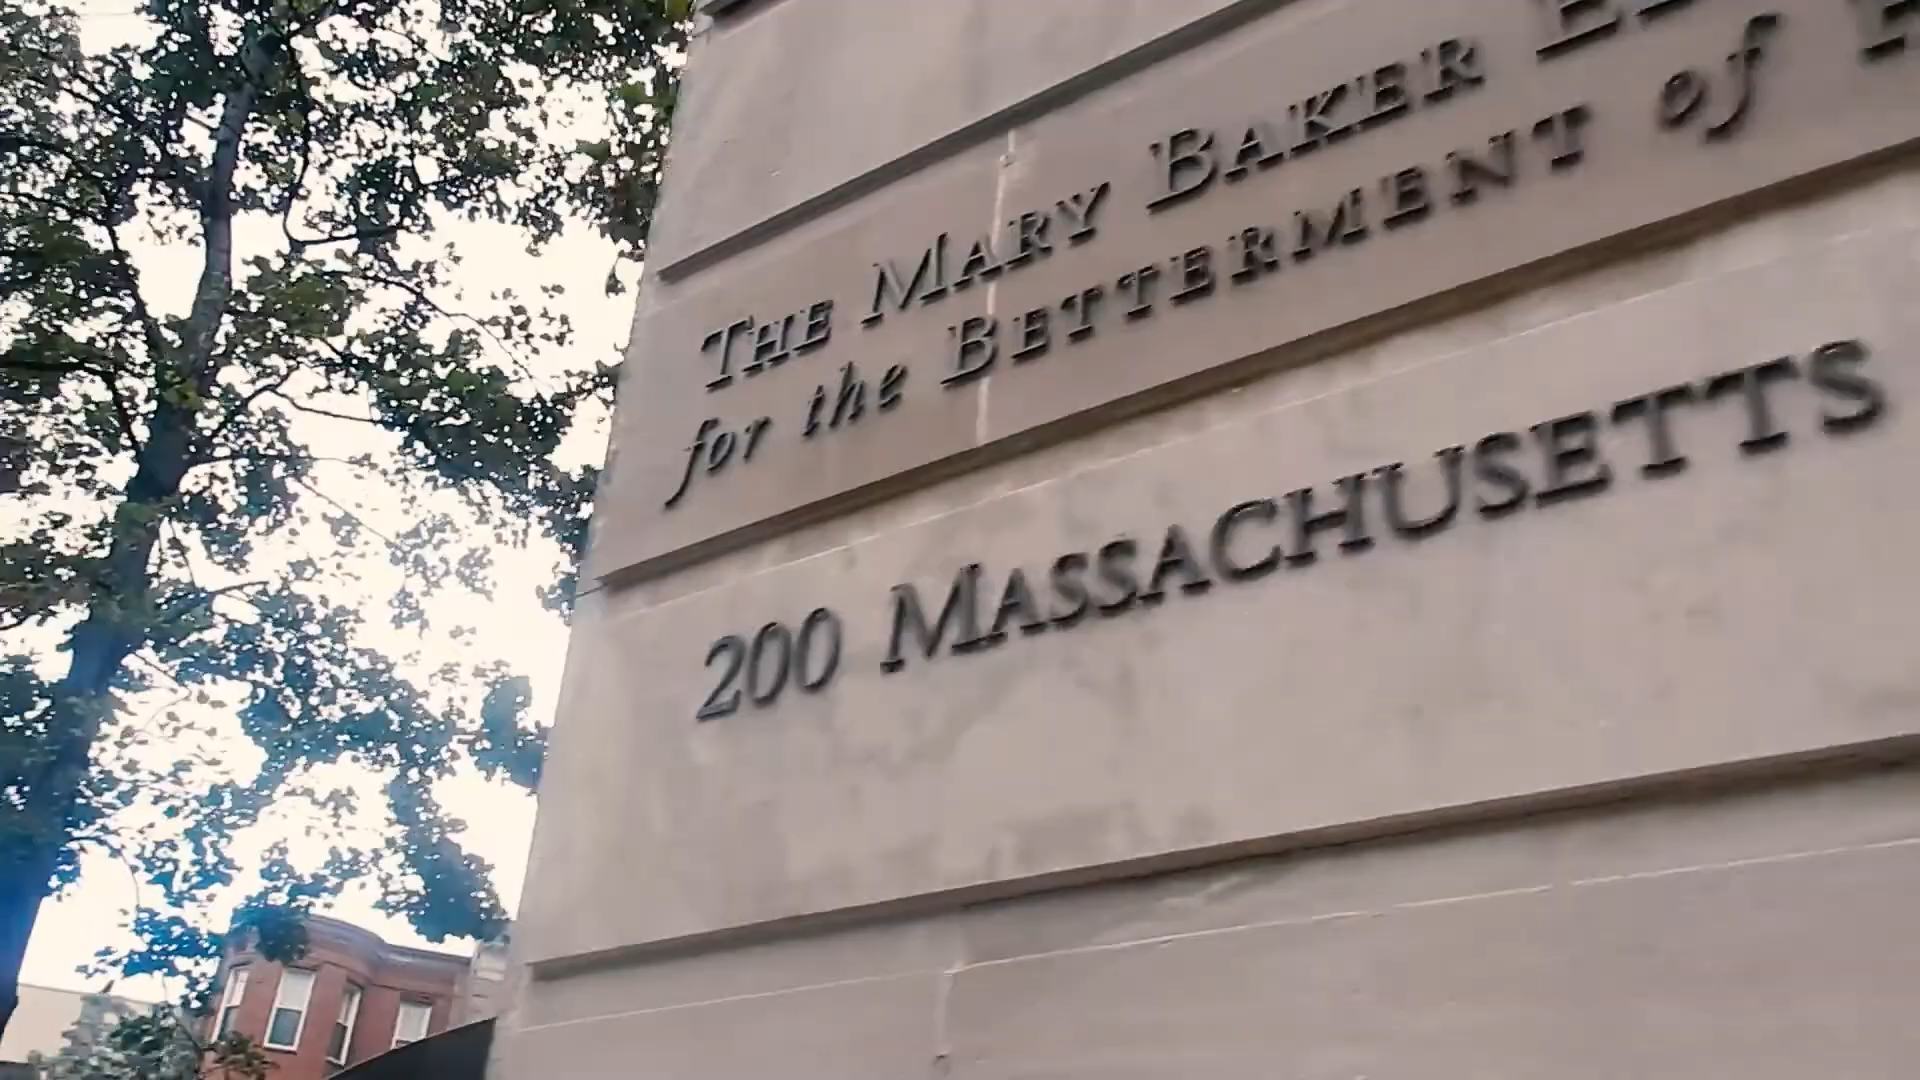 THE MARY BAKER
for the BETTERMENT of
200 MASSACHUSETTS